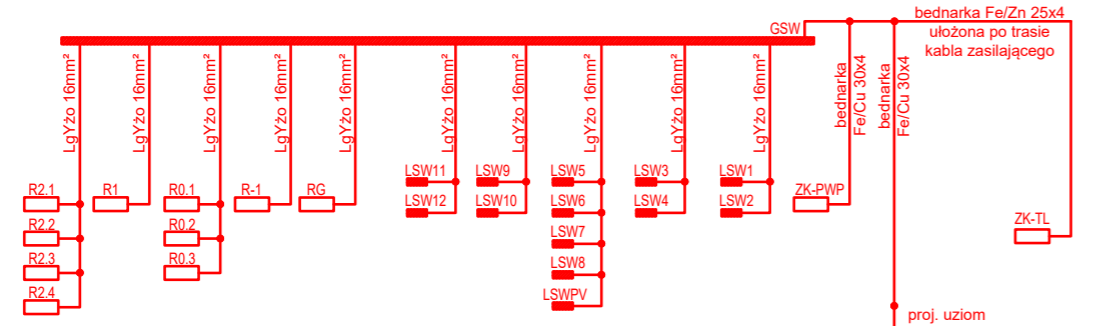 bednarka Fe/Zn 25x4
ułożona po trasie
kabla zasilającego
GSW
LgYżo 16mm²
LgYżo 16mm²
LgYżo 16mm²
LgYżo 16mm²
LgYżo 16mm²
LgYżo 16mm²
LgYżo 16mm²
LgYżo 16mm²
LgYżo 16mm²
LgYżo 16mm²
bednarka
Fe/Cu 30x4
bednarka
Fe/Cu 30x4
R2.1
R2.2
R2.3
R2.4
R1
R0.1
R0.2
R0.3
R-1
RG
LSW11
LSW12
LSW9
LSW10
LSW5
LSW6
LSW7
LSW8
LSWPV
LSW3
LSW4
LSW1
LSW2
ZK-PWP
ZK-TL
proj. uziom